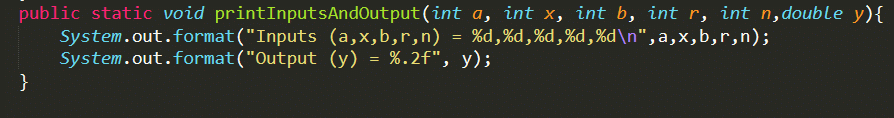 public static void printInputsAndOutput(int a, int x, int b, int r, int n,double y){
System.out.format("Inputs (a,x,b,r,n) = %d,%d,%d,%d,%d\n",a,x,b,r,n);
System.out.format("Output (y) = %.2f", y);
}